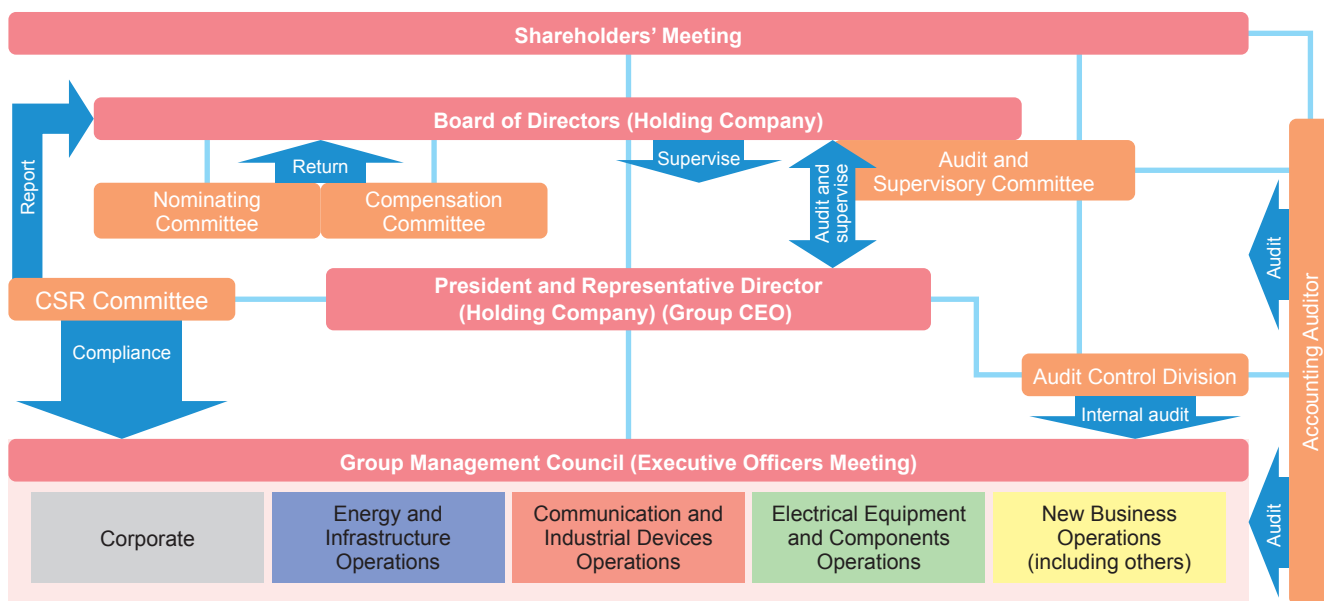 Shareholders' Meeting
Board of Directors (Holding Company)
Report
Return
Supervise
Audit and
supervise
Audit and
Supervisory Committee
Nominating
Committee
Compensation
Committee
Audit
Accounting Auditor
CSR Committee
President and Representative Director
(Holding Company) (Group CEO)
Compliance
Audit Control Division
Internal audit
Group Management Council (Executive Officers Meeting)
Corporate
Energy and
Infrastructure
Operations
Communication and
Industrial Devices
Operations
Electrical Equipment
and Components
Operations
New Business
Operations
(including others)
Audit